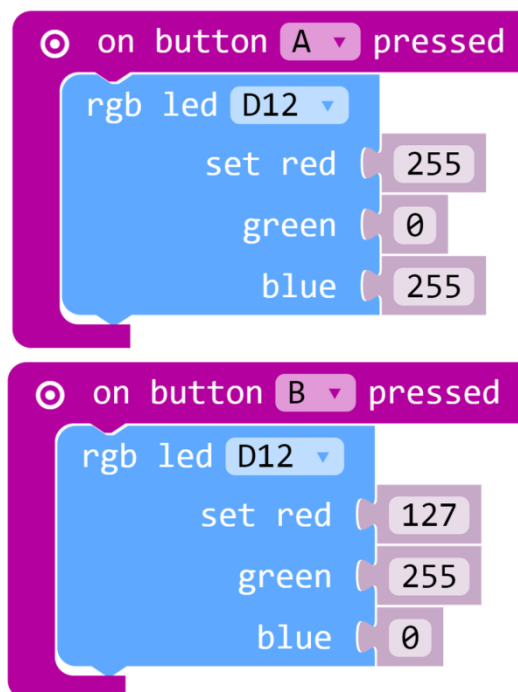 on button A pressed
rgb led D12
set red 255
green 0
blue 255
on button B pressed
rgb led D12
set red 127
green 255
blue 0